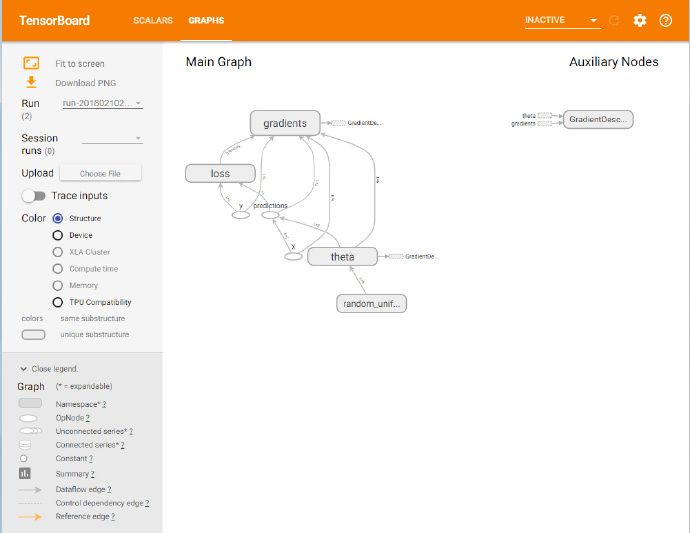 TensorBoard SCALARS GRAPHS INACTIVE
Fit to screen
Download PNG
Run run-201802102...
(2)
Session
runs (0)
Upload Choose File
Trace inputs
Color Structure
Device
XLA Cluster
Compute time
Memory
TPU Compatibility
colors same substructure
unique substructure
Close legend.
Graph (* = expandable)
Namespace* ?
OpNode ?
Unconnected series* ?
Connected series* ?
Constant ?
Summary ?
Dataflow edge ?
Control dependency edge ?
Reference edge ?
Main Graph
gradients
GradientDe...
loss
y
predictions
X
theta
GradientDe...
random_unif...
Auxiliary Nodes
theta
gradients
GradientDesc...